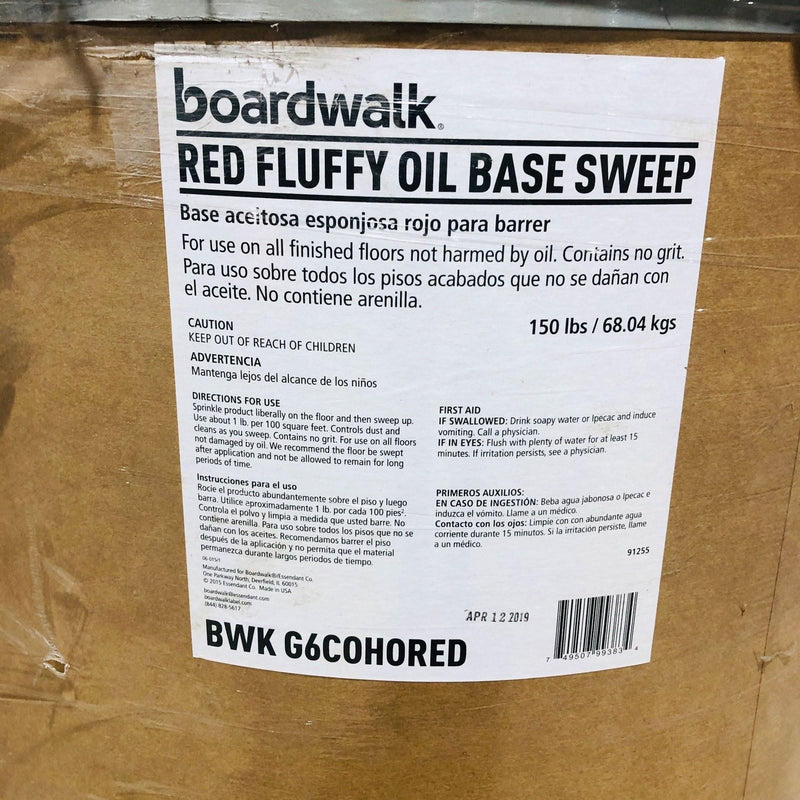 boardwalk®
RED FLUFFY OIL BASE SWEEP
Base aceitosa esponjosa rojo para barrer
For use on all finished floors not harmed by oil. Contains no grit.
Para uso sobre todos los pisos acabados que no se dañan con
el aceite. No contiene arenilla.
150 lbs / 68.04 kgs
CAUTION
KEEP OUT OF REACH OF CHILDREN
ADVERTENCIA
Mantenga lejos del alcance de los niños
DIRECTIONS FOR USE
Sprinkle product liberally on the floor and then sweep up.
Use about 1 lb. per 100 square feet. Controls dust and
cleans as you sweep. Contains no grit. For use on all floors
not damaged by oil. We recommend the floor be swept
after application and not be allowed to remain for long
periods of time.
Instrucciones para el uso
Rocíe el producto abundantemente sobre el piso y luego
barra. Utilice aproximadamente 1 lb. por cada 100 pies².
Controla el polvo y limpia a medida que usted barre. No
contiene arenilla. Para uso sobre todos los pisos que no se
dañan con los aceites. Recomendamos barrer el piso
después de la aplicación y no permita que el material
permanezca durante largos periodos de tiempo.
FIRST AID
IF SWALLOWED: Drink soapy water or Ipecac and induce
vomiting. Call a physician.
IF IN EYES: Flush with plenty of water for at least 15
minutes. If irritation persists, see a physician.
PRIMEROS AUXILIOS:
EN CASO DE INGESTIÓN: Beba agua jabonosa o Ipecac e
induzca el vómito. Llame a un médico.
Contacto con los ojos: Limpie con con abundante agua
corriente durante 15 minutos. Si la irritación persiste, llame
a un médico.
91255
06-015/1
Manufactured for Boardwalk®/Essendant Co.
One Parkway North, Deerfield, IL 60015
© 2015 Essendant Co. Made in USA
boardwalk@essendant.com
boardwalklabel.com
(844) 828-5617
APR 12 2019
BWK G6COHORED
7 49507 99383 4